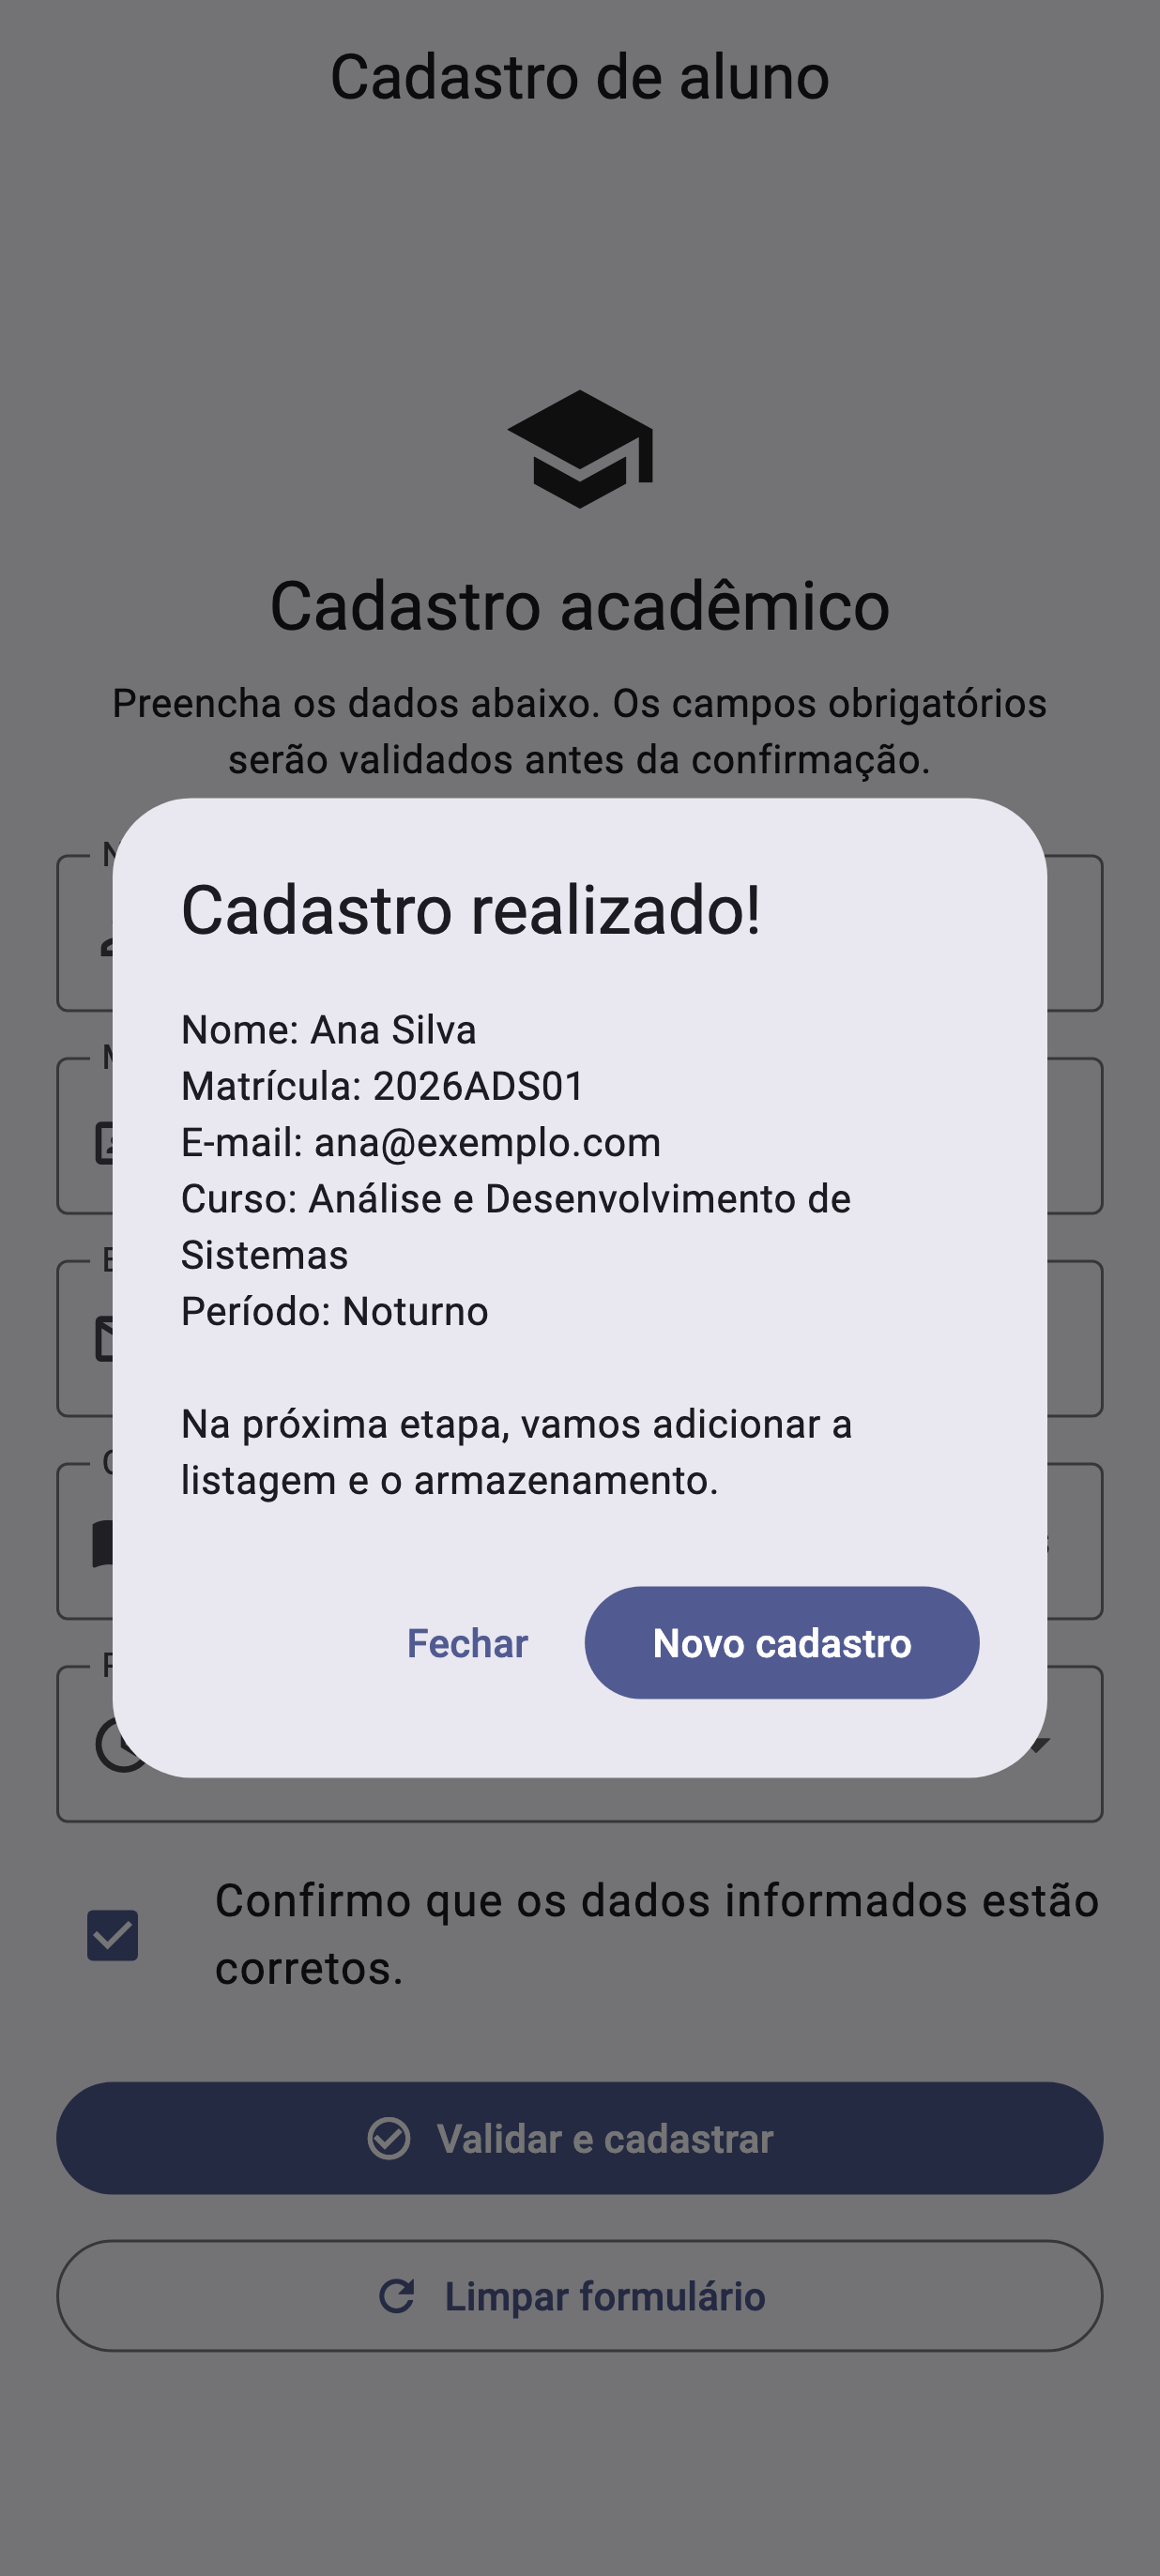 Cadastro de aluno
Cadastro acadêmico
Preencha os dados abaixo. Os campos obrigatórios
serão validados antes da confirmação.
Cadastro realizado!
Nome: Ana Silva
Matrícula: 2026ADS01
E-mail: ana@exemplo.com
Curso: Análise e Desenvolvimento de
Sistemas
Período: Noturno
Na próxima etapa, vamos adicionar a
listagem e o armazenamento.
Fechar
Novo cadastro
Confirmo que os dados informados estão
corretos.
Validar e cadastrar
Limpar formulário